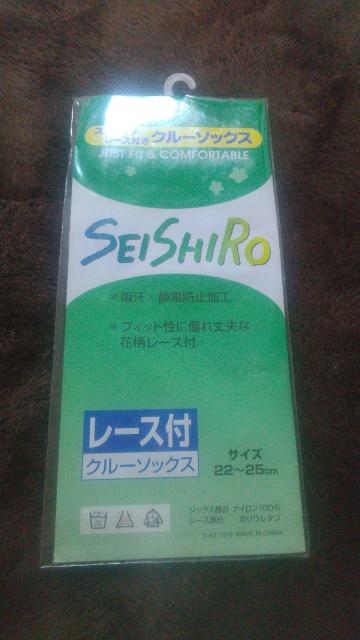 レース付き クルーソックス
JUST Fit & COMFORTABLE
SEISHIRO
*吸汗・静電防止加工
*フィット性に優れ丈夫な
花柄レース付
レース付
クルーソックス
サイズ
22～25cm
ソックス部分 ナイロン100%
レース部分 ポリウレタン
MADE IN CHINA